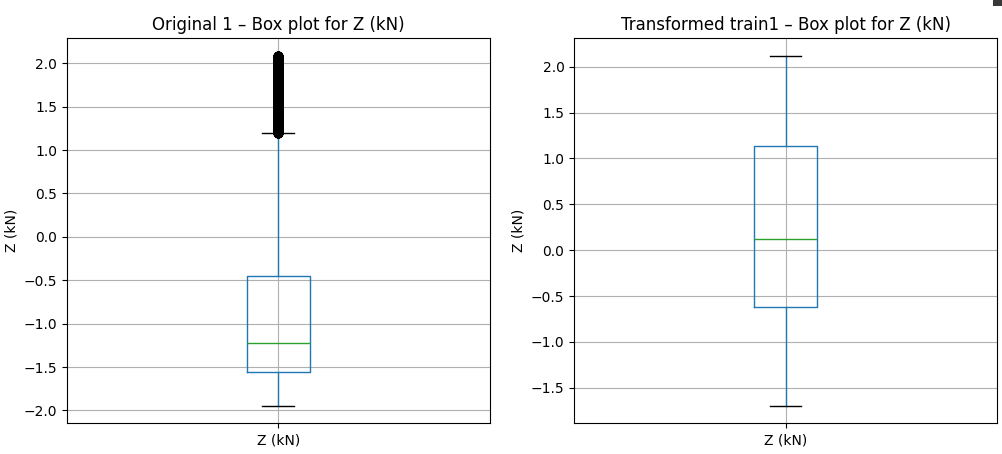 Original 1 – Box plot for Z (kN)
2.0
1.5
1.0
0.5
0.0
−0.5
−1.0
−1.5
−2.0
Z (kN)
Z (kN)
Transformed train1 – Box plot for Z (kN)
2.0
1.5
1.0
0.5
0.0
−0.5
−1.0
−1.5
Z (kN)
Z (kN)